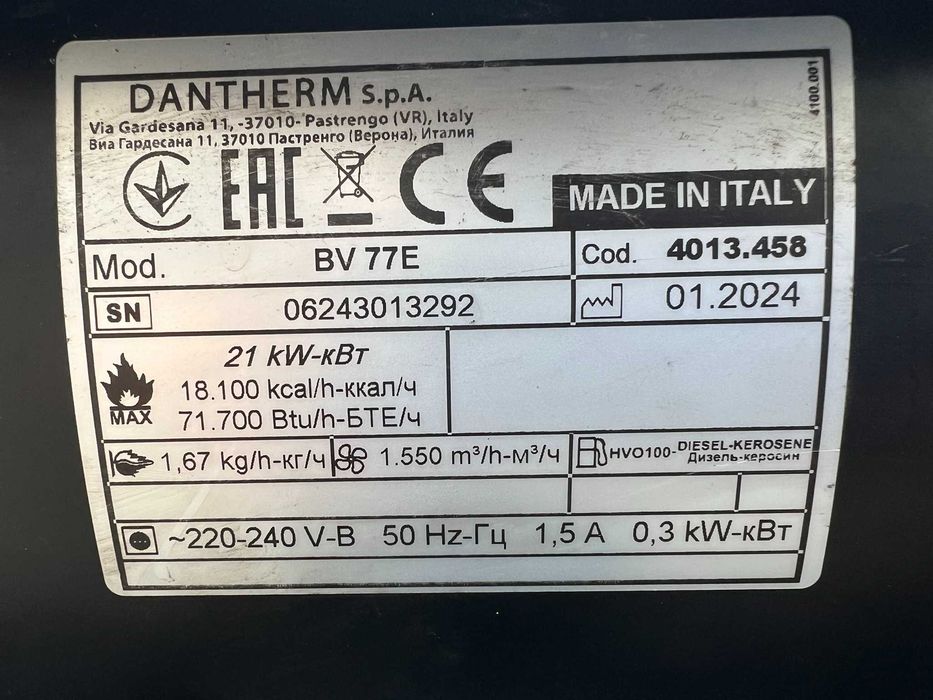 DANTHERM S.p.A.
Via Gardesana 11, -37010- Pastrengo (VR), Italy
Виа Гардесана 11, 37010 Пастренго (Верона), Италия
4100.001
EAC CE
MADE IN ITALY
Mod. BV 77E Cod. 4013.458
SN 06243013292 01.2024
21 kW-кВт
18.100 kcal/h-ккал/ч
MAX 71.700 Btu/h-БТЕ/ч
1,67 kg/h-кг/ч 1.550 m³/h-м³/ч HVO100-DIESEL-KEROSENE
Дизель-керосин
~220-240 V-В 50 Hz-Гц 1,5 A 0,3 kW-кВт